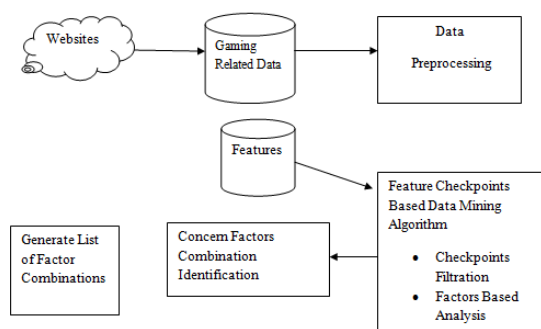 Websites
Gaming
Related Data
Data
Preprocessing
Features
Feature Checkpoints
Based Data Mining
Algorithm
• Checkpoints
Filtration
• Factors Based
Analysis
Concern Factors
Combination
Identification
Generate List
of Factor
Combinations